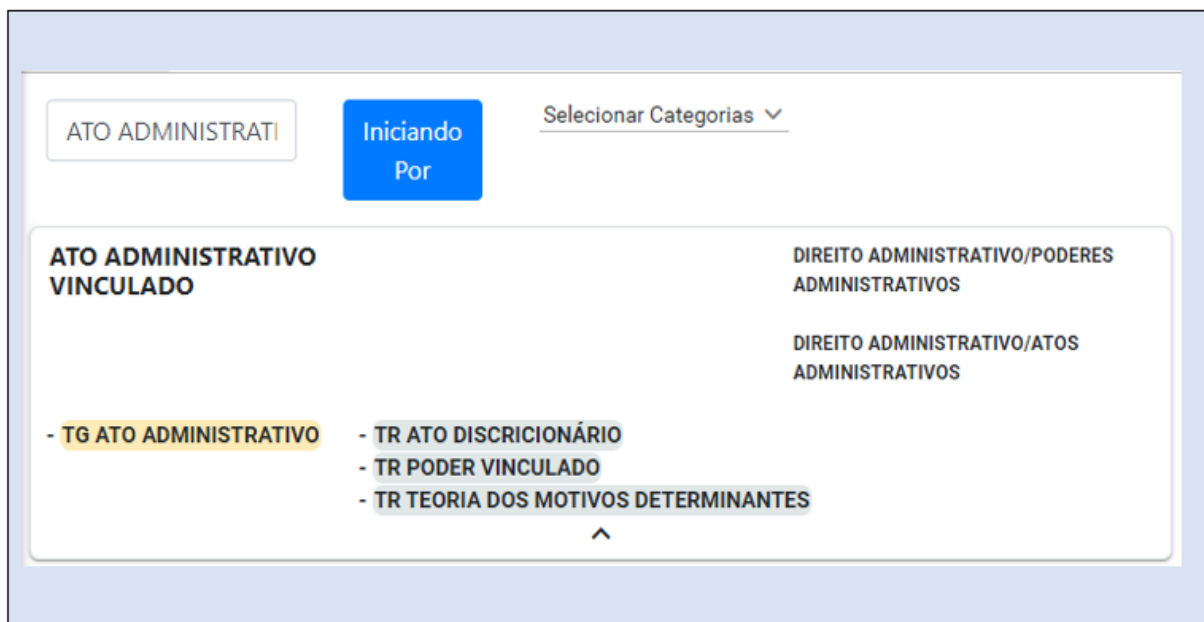 ATO ADMINISTRATI
Iniciando
Por
Selecionar Categorias
ATO ADMINISTRATIVO
VINCULADO
DIREITO ADMINISTRATIVO/PODERES
ADMINISTRATIVOS
DIREITO ADMINISTRATIVO/ATOS
ADMINISTRATIVOS
- TG ATO ADMINISTRATIVO
- TR ATO DISCRICIONÁRIO
- TR PODER VINCULADO
- TR TEORIA DOS MOTIVOS DETERMINANTES